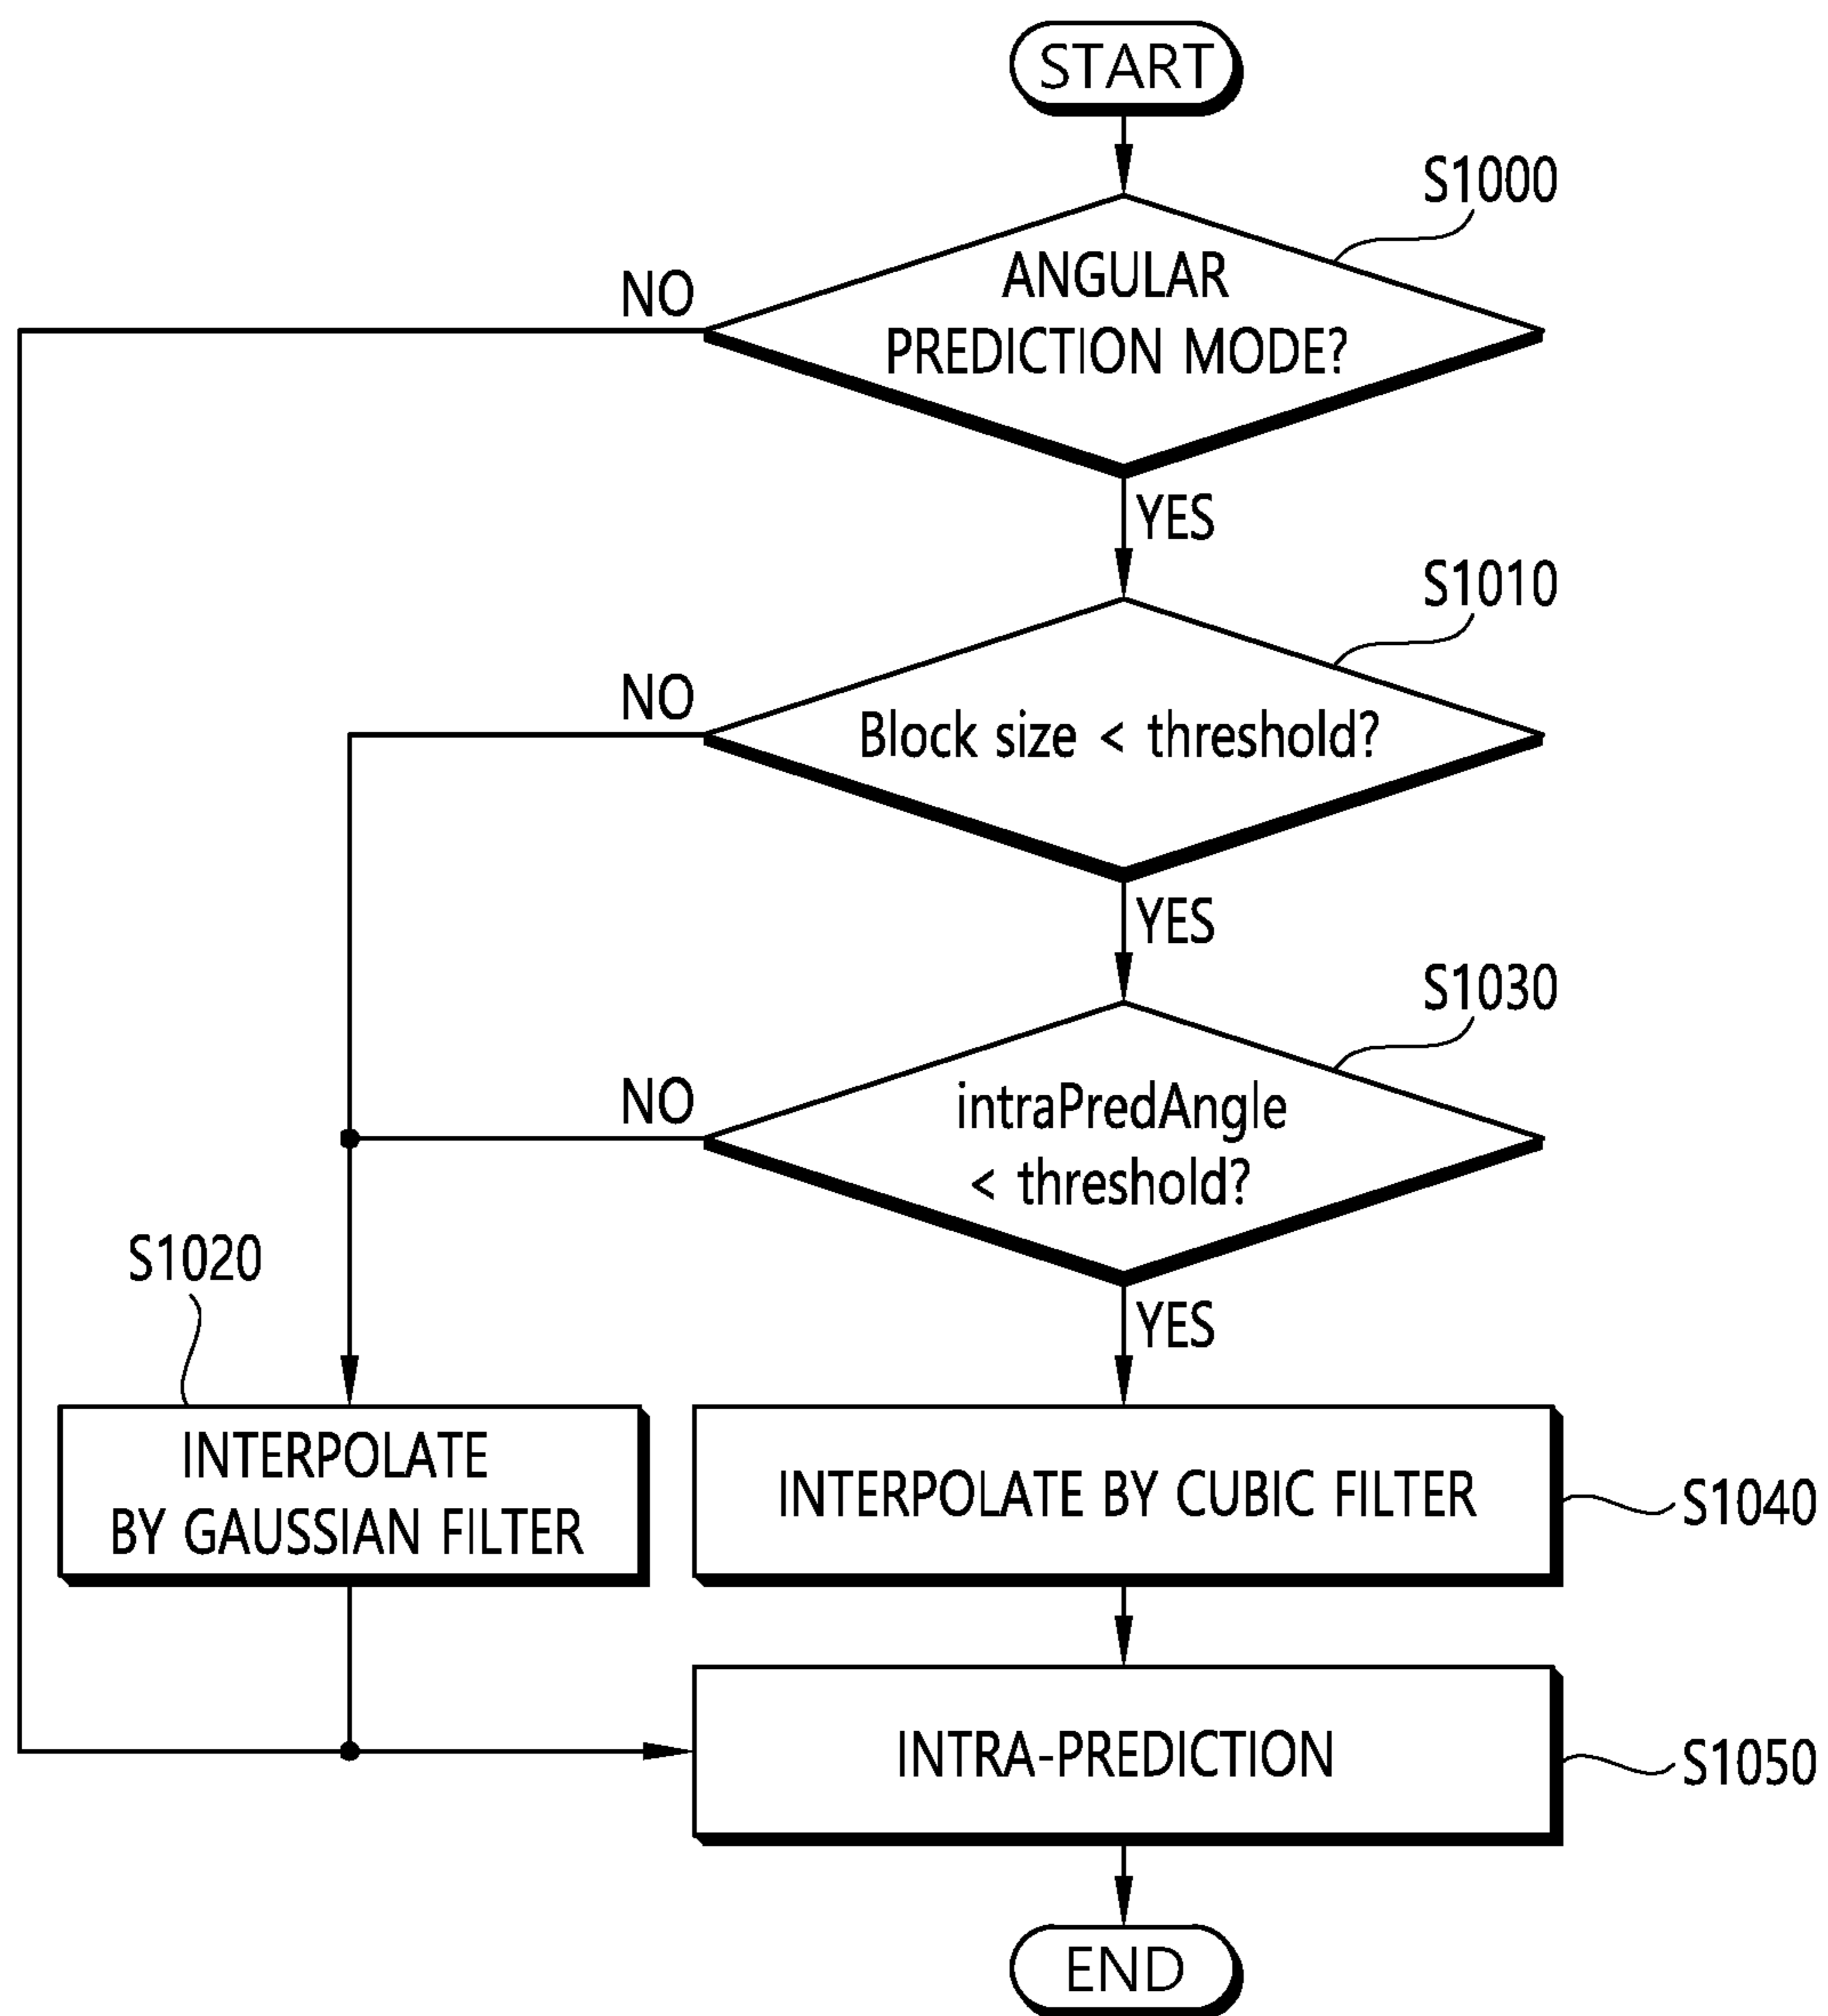 START
S1000
ANGULAR
PREDICTION MODE?
NO
YES
S1010
Block size < threshold?
NO
YES
S1030
intraPredAngle
< threshold?
NO
YES
S1020
INTERPOLATE
BY GAUSSIAN FILTER
INTERPOLATE BY CUBIC FILTER
S1040
INTRA-PREDICTION
S1050
END